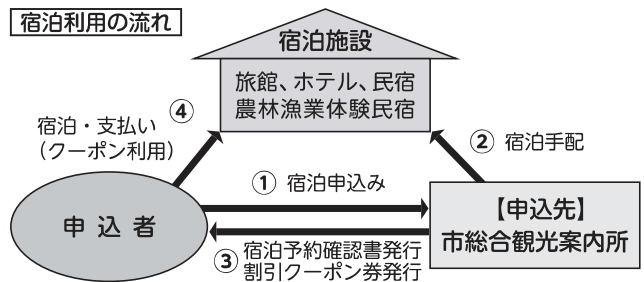 宿泊利用の流れ
宿泊施設
旅館、ホテル、民宿
農林漁業体験民宿
④
宿泊・支払い
（クーポン利用）
② 宿泊手配
① 宿泊申込み
申込者
【申込先】
市総合観光案内所
③ 宿泊予約確認書発行
割引クーポン券発行